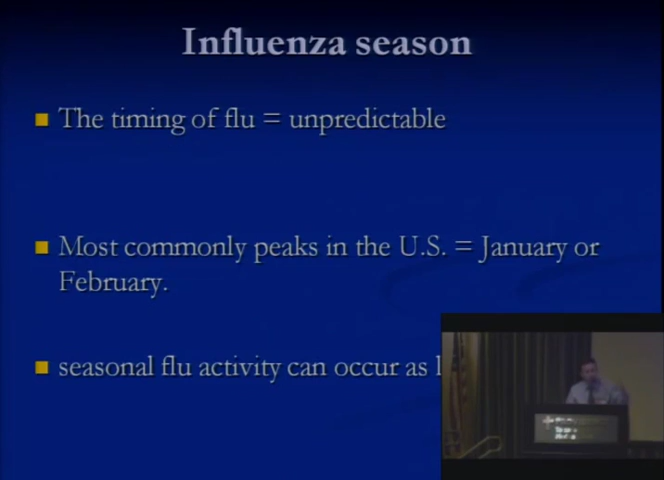 Influenza season
The timing of flu = unpredictable
Most commonly peaks in the U.S. = January or
February.
seasonal flu activity can occur as